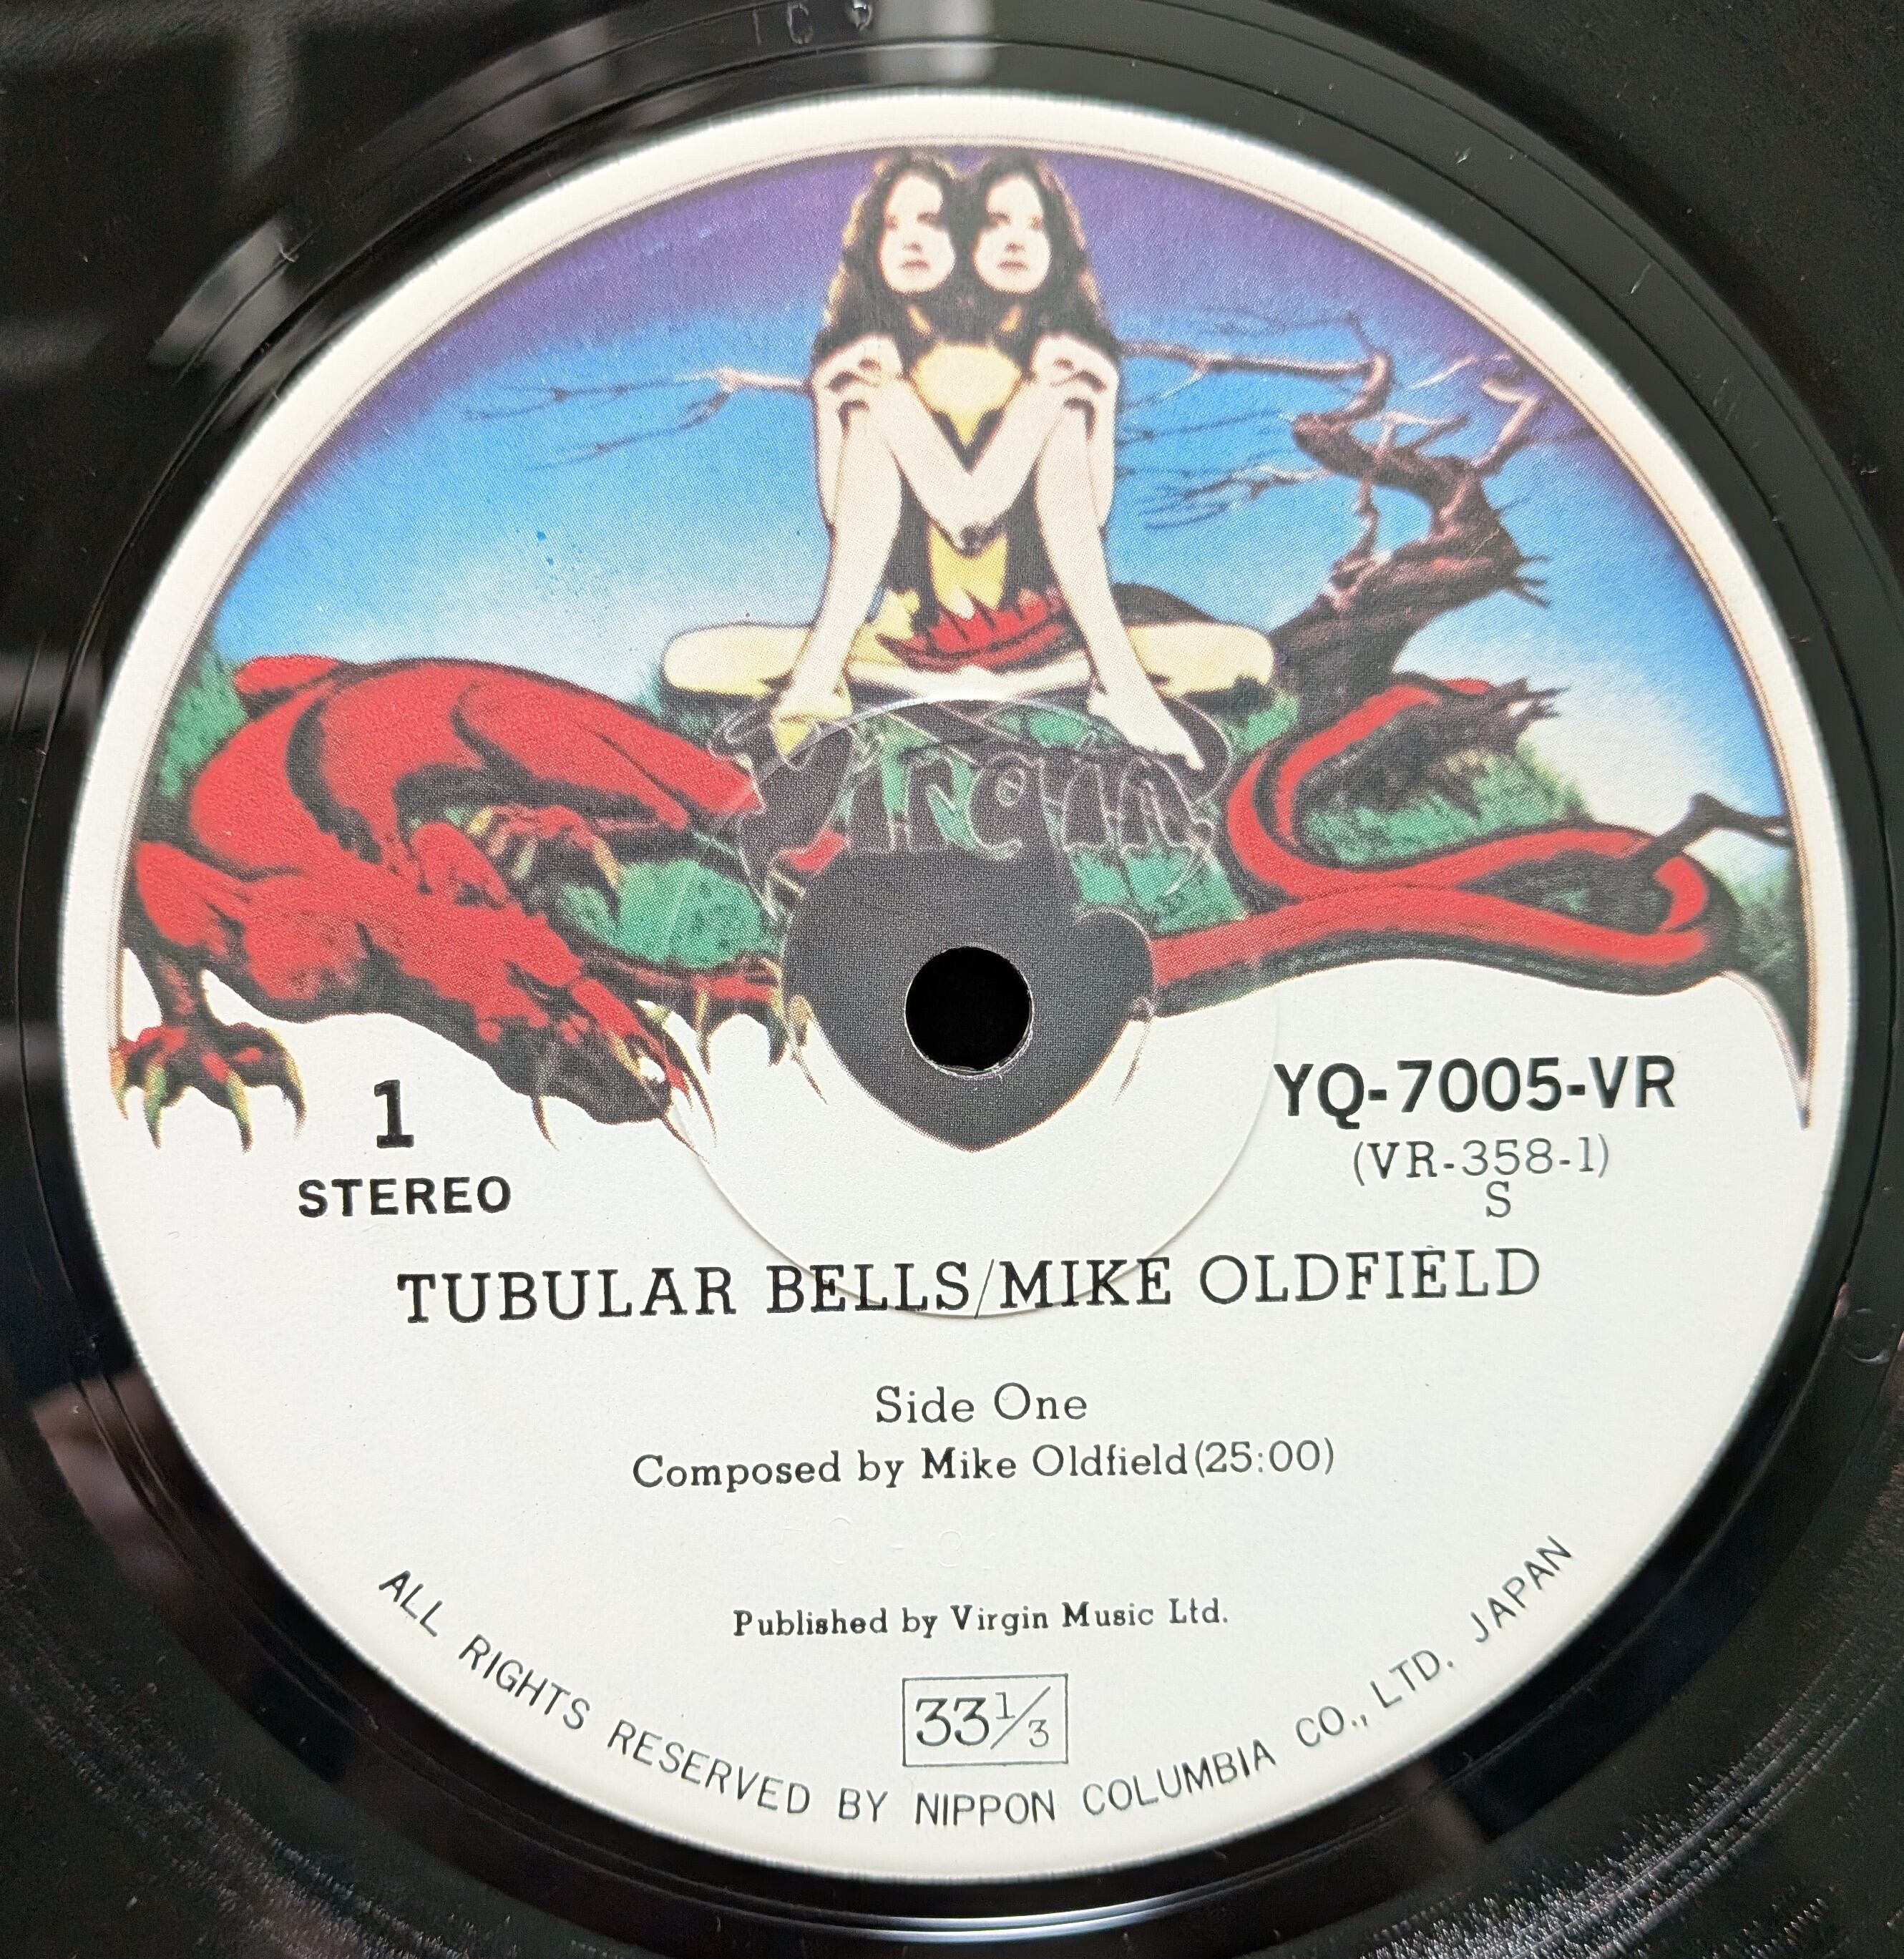 Virgin
1
STEREO
YQ-7005-VR
(VR-358-1)
S
TUBULAR BELLS/MIKE OLDFIELD
Side One
Composed by Mike Oldfield(25:00)
Published by Virgin Music Ltd.
33⅓
ALL RIGHTS RESERVED BY NIPPON COLUMBIA CO., LTD. JAPAN